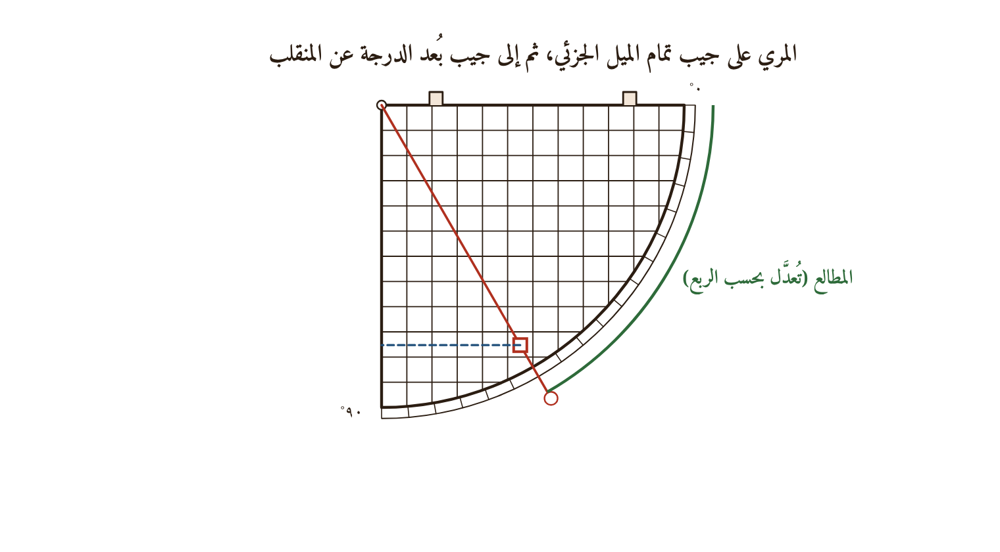 المري على جيب تمام الميل الجزئي، ثم إلى جيب بُعد الدرجة عن المنقلب
٠°
المطالع (تُعدَّل بحسب الربع)
٩٠°